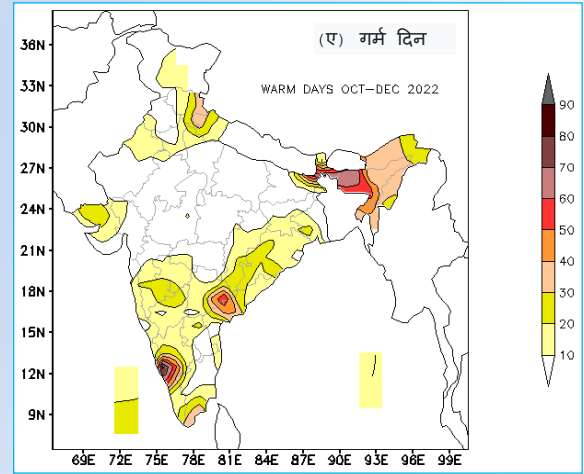 (ए) गर्म दिन
WARM DAYS OCT–DEC 2022
36N
33N
30N
27N
24N
21N
18N
15N
12N
9N
69E 72E 75E 78E 81E 84E 87E 90E 93E 96E 99E
90
80
70
60
50
40
30
20
10